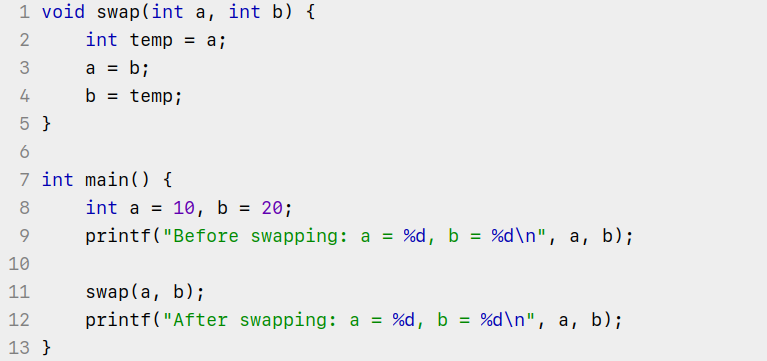 1 void swap(int a, int b) {
2     int temp = a;
3     a = b;
4     b = temp;
5 }
6
7 int main() {
8     int a = 10, b = 20;
9     printf("Before swapping: a = %d, b = %d\n", a, b);
10
11     swap(a, b);
12     printf("After swapping: a = %d, b = %d\n", a, b);
13 }